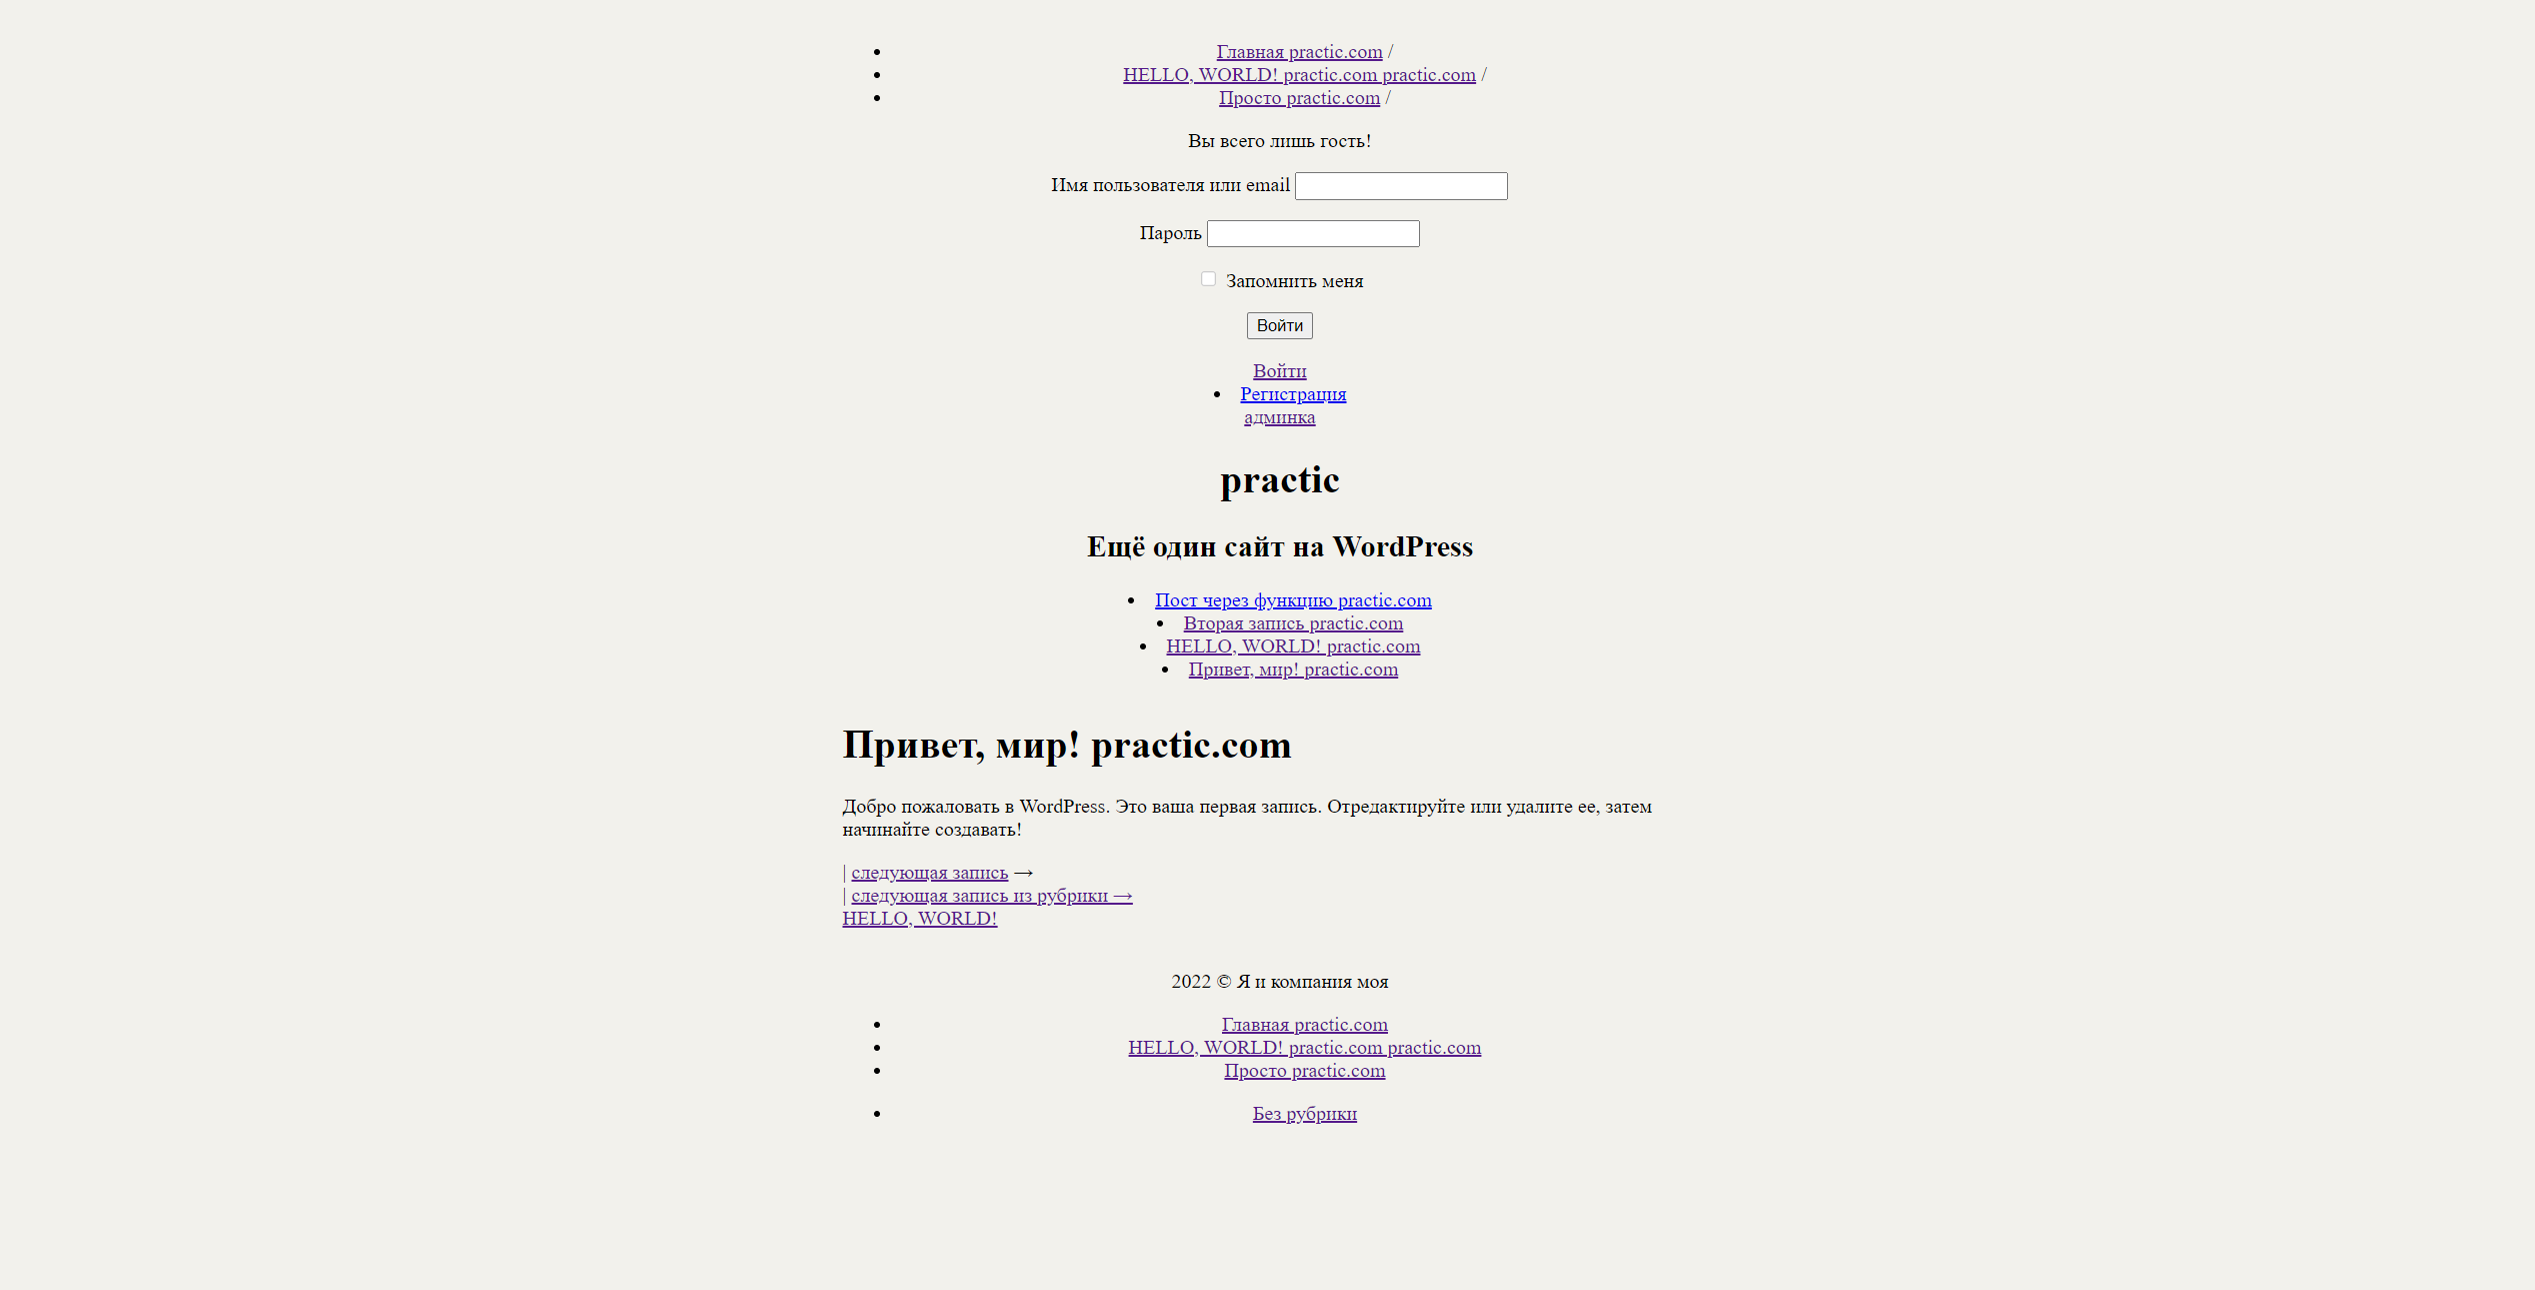 Главная practic.com /
HELLO, WORLD! practic.com practic.com /
Просто practic.com /
Вы всего лишь гость!
Имя пользователя или email
Пароль
Запомнить меня
Войти
Войти
Регистрация
админка
practic
Ещё один сайт на WordPress
Пост через функцию practic.com
Вторая запись practic.com
HELLO, WORLD! practic.com
Привет, мир! practic.com
Привет, мир! practic.com
Добро пожаловать в WordPress. Это ваша первая запись. Отредактируйте или удалите ее, затем
начинайте создавать!
| следующая запись →
| следующая запись из рубрики →
HELLO, WORLD!
2022 © Я и компания моя
Главная practic.com
HELLO, WORLD! practic.com practic.com
Просто practic.com
Без рубрики